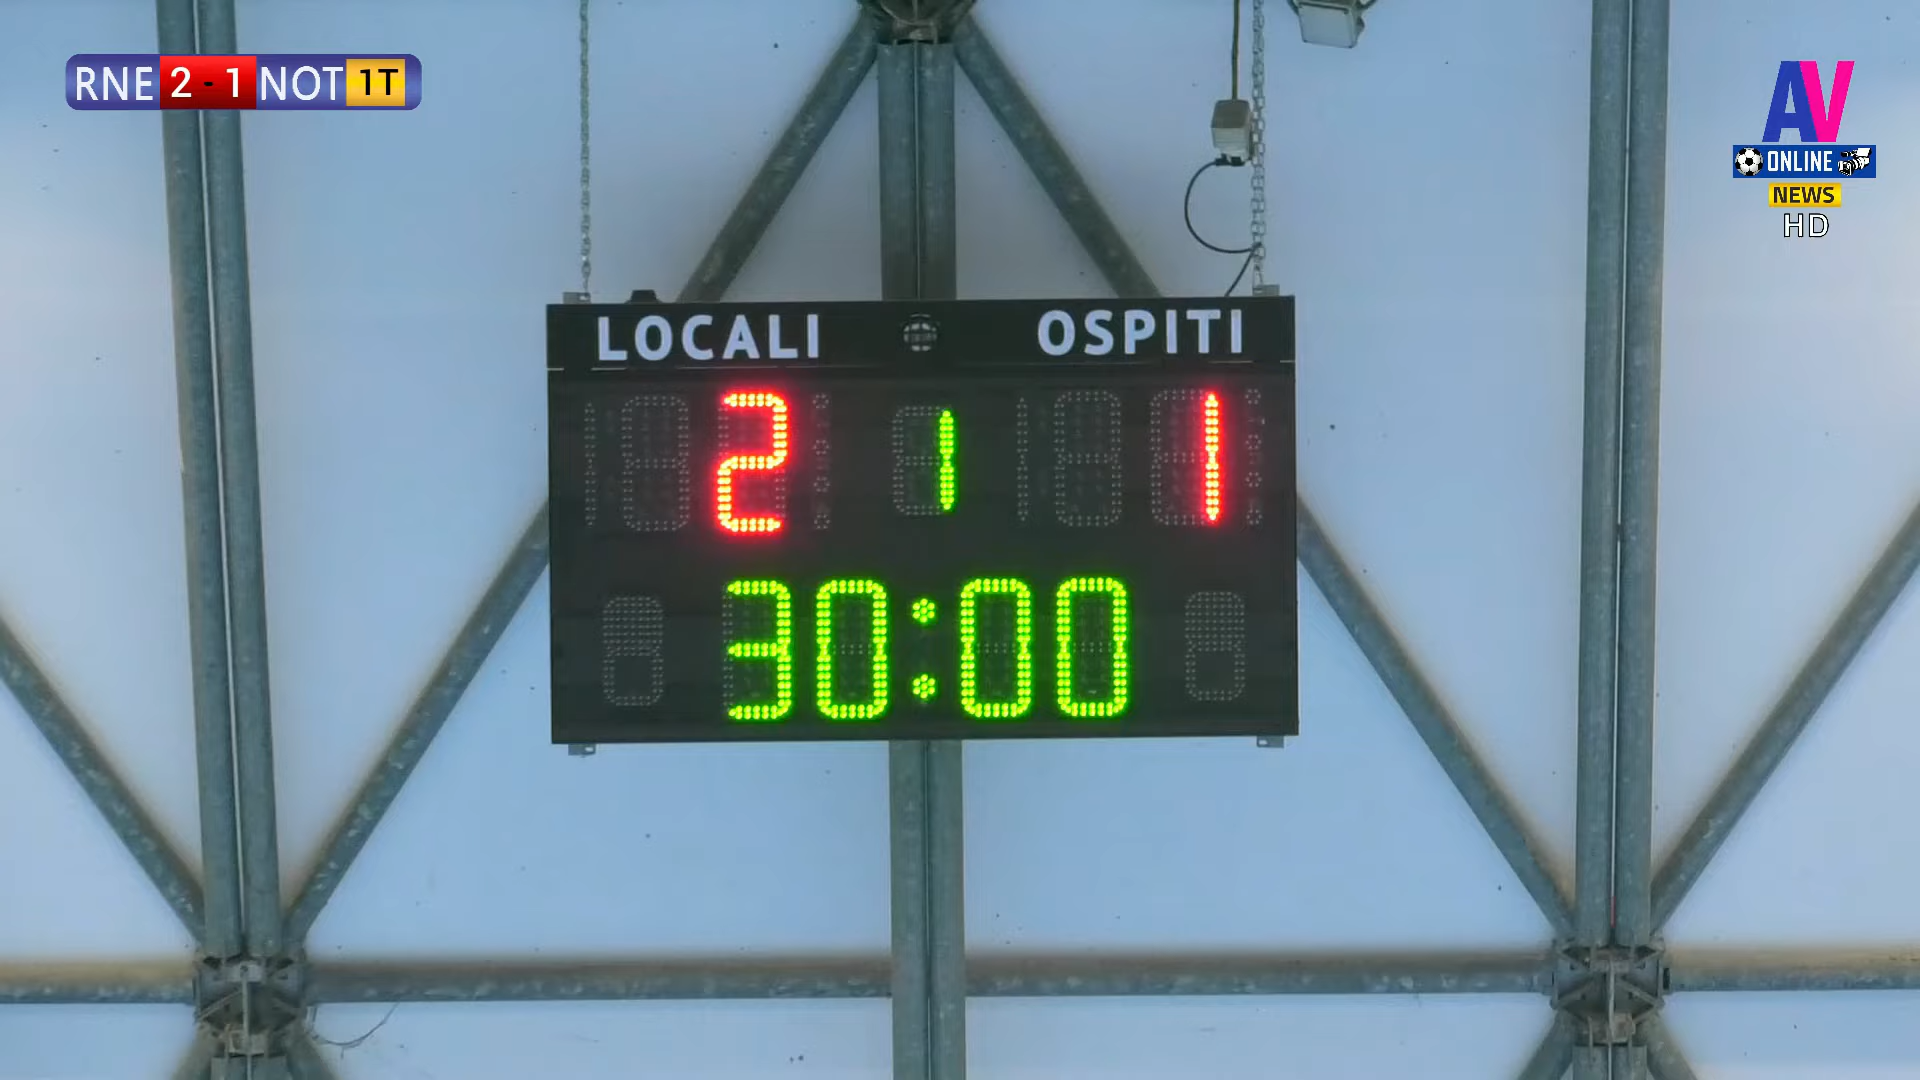 RNE 2 - 1 NOT 1T
AV
ONLINE
NEWS
HD
LOCALI OSPITI
2 1 1
30:00